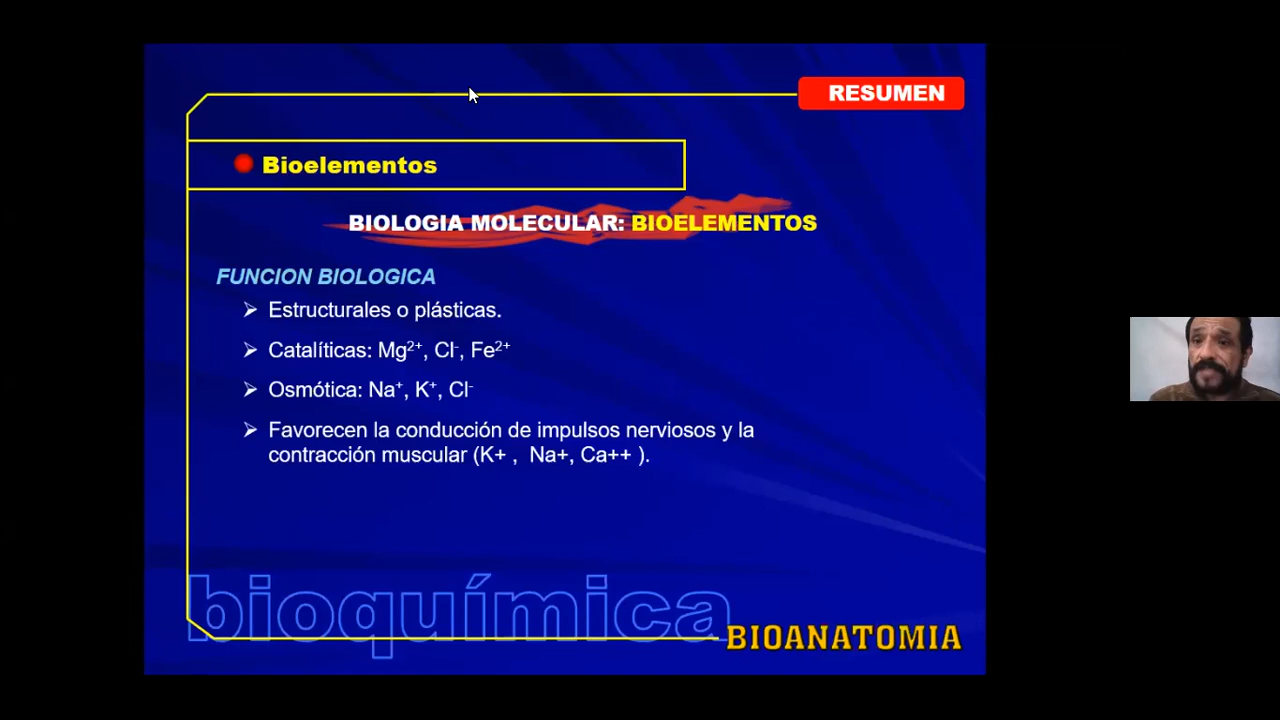 RESUMEN
Bioelementos
BIOLOGIA MOLECULAR: BIOELEMENTOS
FUNCION BIOLOGICA
➢ Estructurales o plásticas.
➢ Catalíticas: Mg²⁺, Cl⁻, Fe²⁺
➢ Osmótica: Na⁺, K⁺, Cl⁻
➢ Favorecen la conducción de impulsos nerviosos y la
contracción muscular (K+ , Na+, Ca++ ).
bioquímica
BIOANATOMIA